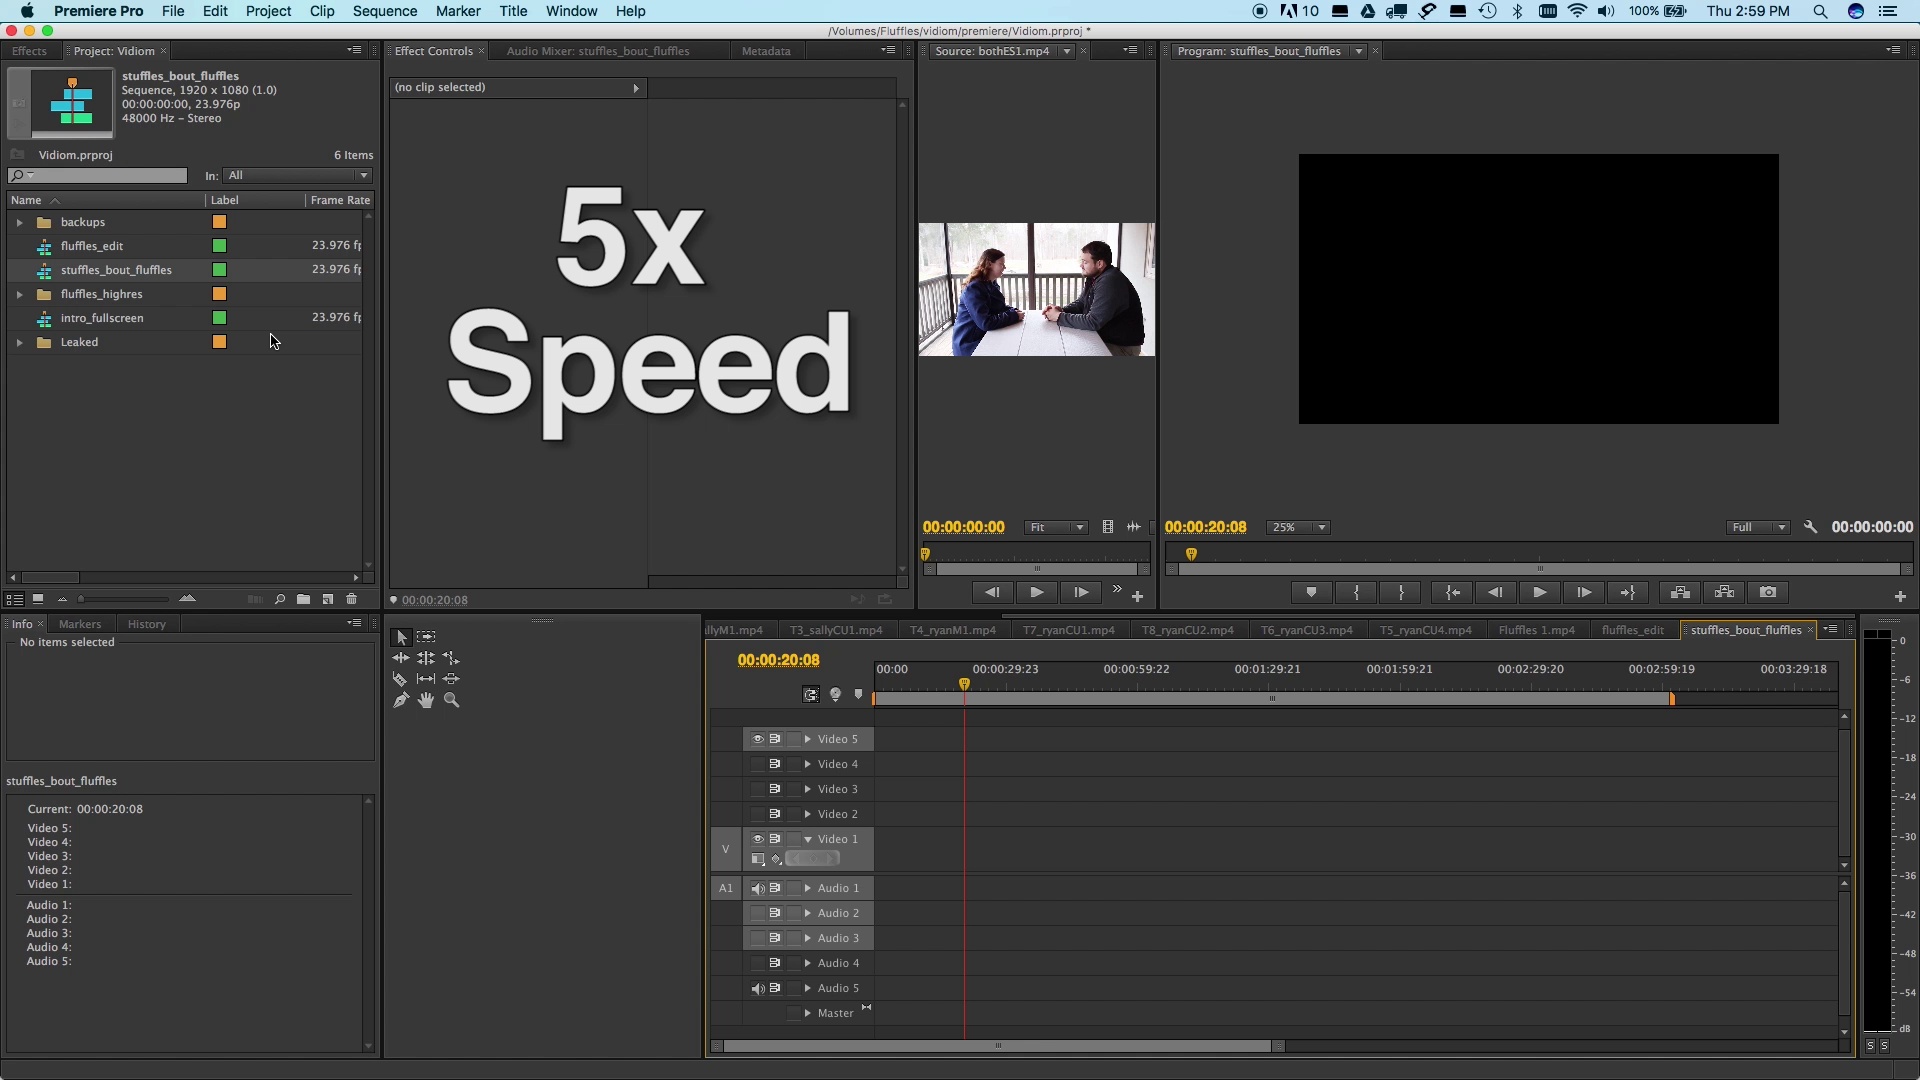 Premiere Pro File Edit Project Clip Sequence Marker Title Window Help 10 100% Thu 2:59 PM
/Volumes/Fluffles/vidiom/premiere/Vidiom.prproj *
Effects Project: Vidiom
stuffles_bout_fluffles
Sequence, 1920 x 1080 (1.0)
00:00:00:00, 23.976p
48000 Hz - Stereo
Vidiom.prproj 6 Items
In: All
Name Label Frame Rate
backups
fluffles_edit 23.976 fp
stuffles_bout_fluffles 23.976 fp
fluffles_highres
intro_fullscreen 23.976 fp
Leaked
Effect Controls Audio Mixer: stuffles_bout_fluffles Metadata
(no clip selected)
5x
Speed
00:00:20:08
Source: bothES1.mp4
00:00:00:00 Fit
Program: stuffles_bout_fluffles
00:00:20:08 25% Full 00:00:00:00
Info Markers History
No items selected
stuffles_bout_fluffles
Current: 00:00:20:08
Video 5:
Video 4:
Video 3:
Video 2:
Video 1:
Audio 1:
Audio 2:
Audio 3:
Audio 4:
Audio 5:
llyM1.mp4 T3_sallyCU1.mp4 T4_ryanM1.mp4 T7_ryanCU1.mp4 T8_ryanCU2.mp4 T6_ryanCU3.mp4 T5_ryanCU4.mp4 Fluffles 1.mp4 fluffles_edit stuffles_bout_fluffles
00:00:20:08
00:00 00:00:29:23 00:00:59:22 00:01:29:21 00:01:59:21 00:02:29:20 00:02:59:19 00:03:29:18
Video 5
Video 4
Video 3
Video 2
V Video 1
A1 Audio 1
Audio 2
Audio 3
Audio 4
Audio 5
Master
0
-6
-12
-18
-24
-30
-36
-42
-48
-54
dB
S S